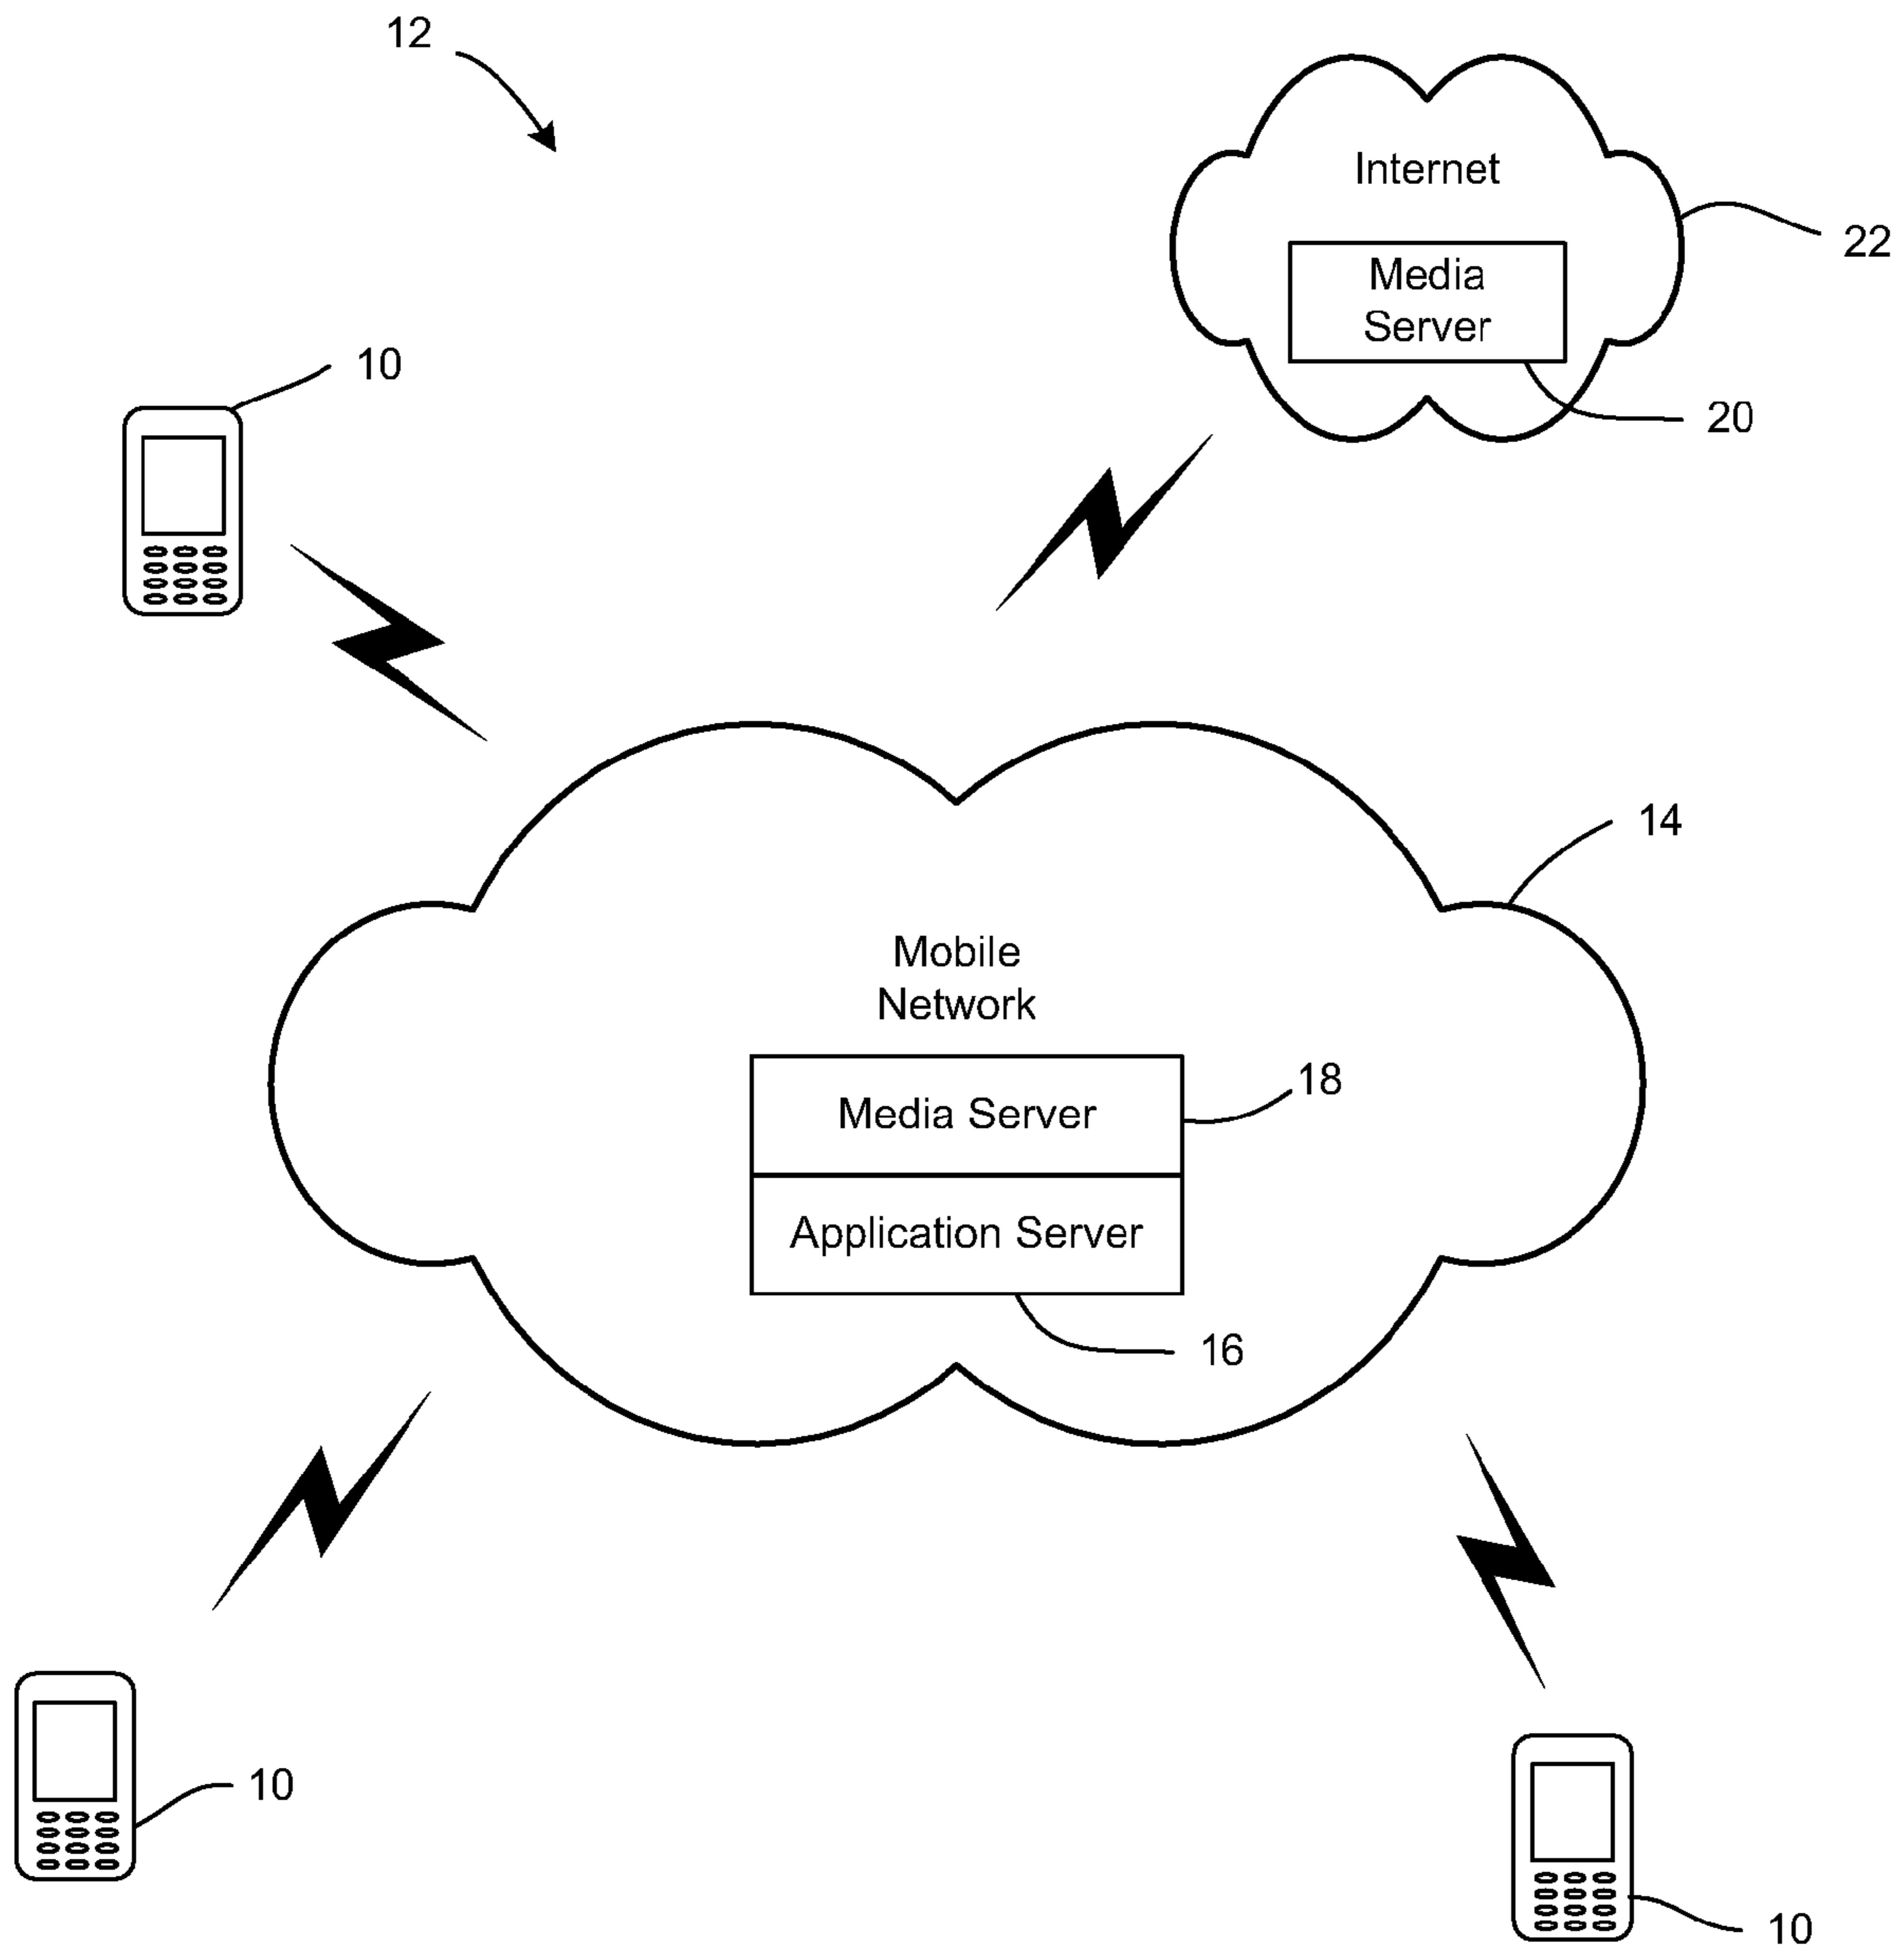 12
Internet
22
Media
Server
10
20
14
Mobile
Network
18
Media Server
Application Server
16
10
10